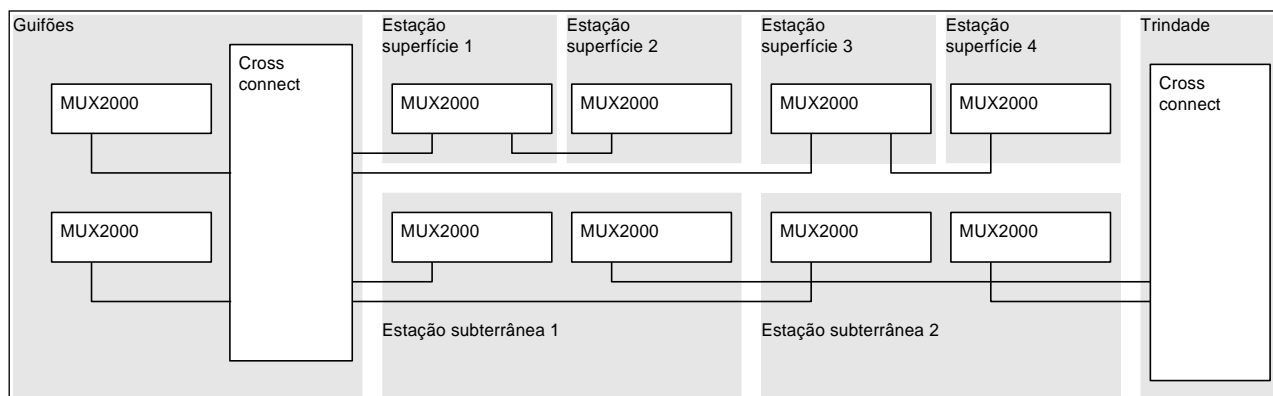 Guifões
Estação
superfície 1
Estação
superfície 2
Estação
superfície 3
Estação
superfície 4
Trindade
Cross
connect
Cross
connect
MUX2000
MUX2000
MUX2000
MUX2000
MUX2000
MUX2000
MUX2000
MUX2000
MUX2000
MUX2000
Estação subterrânea 1
Estação subterrânea 2